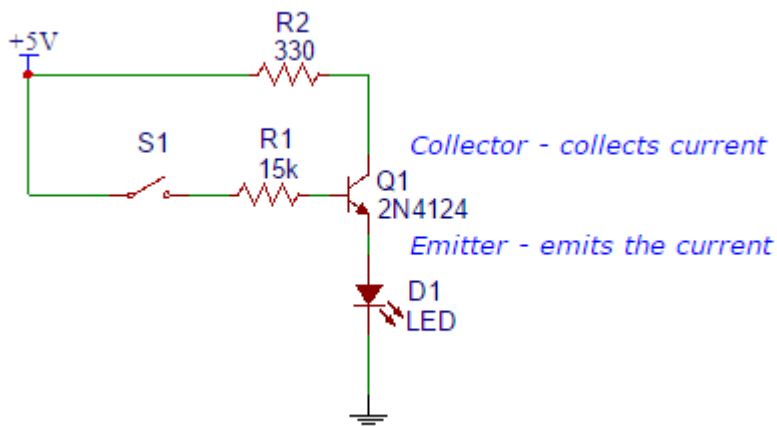 +5V
R2
330
S1
R1
15k
Collector - collects current
Q1
2N4124
Emitter - emits the current
D1
LED